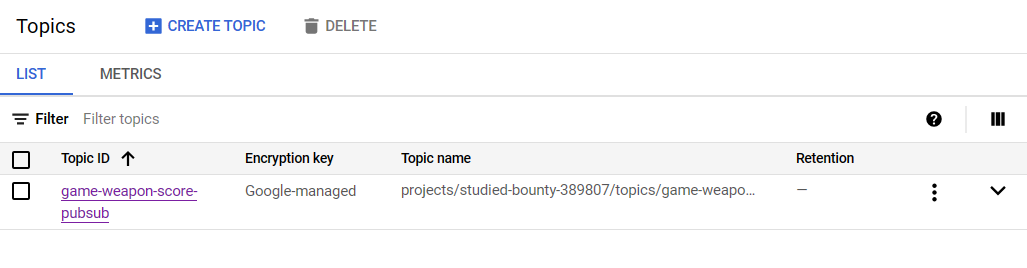 Topics CREATE TOPIC DELETE
LIST METRICS
Filter Filter topics
Topic ID Encryption key Topic name Retention
game-weapon-score- Google-managed projects/studied-bounty-389807/topics/game-weapo... —
pubsub